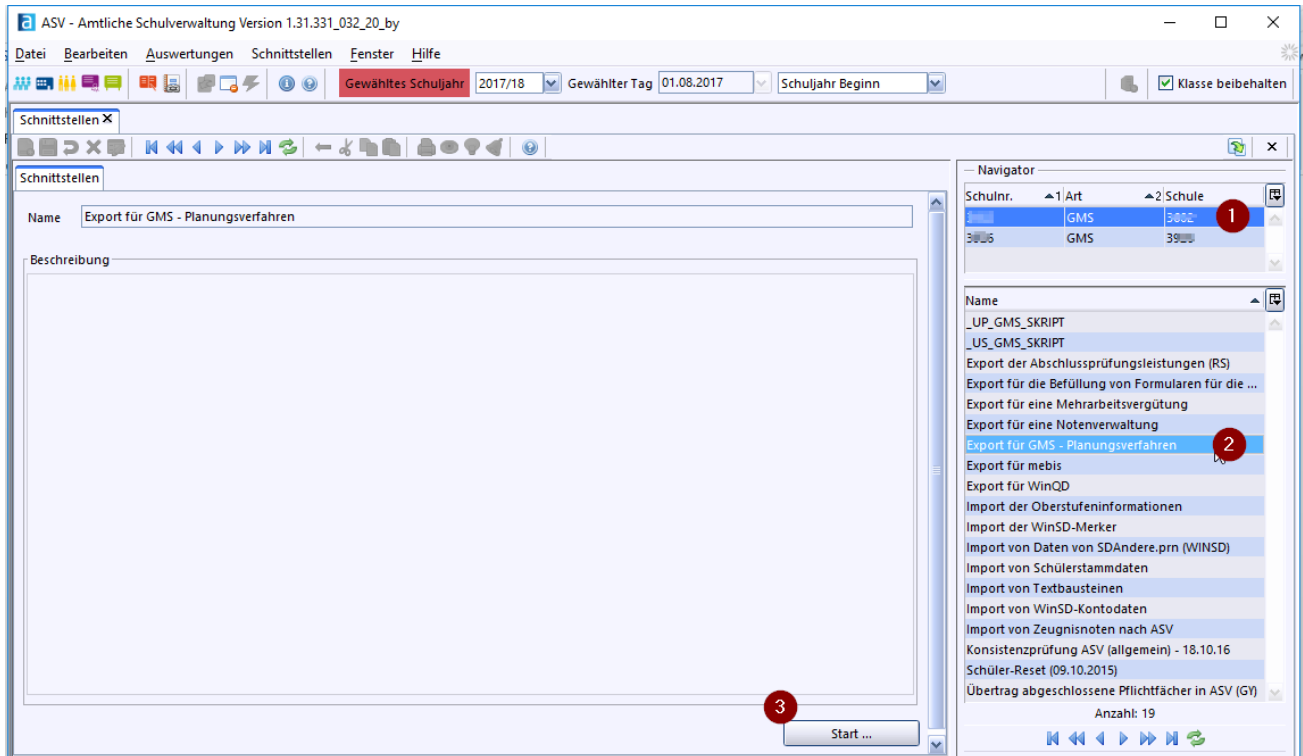 ASV - Amtliche Schulverwaltung Version 1.31.331_032_20_by
Datei Bearbeiten Auswertungen Schnittstellen Fenster Hilfe
Gewähltes Schuljahr 2017/18 Gewählter Tag 01.08.2017 Schuljahr Beginn Klasse beibehalten
Schnittstellen
Schnittstellen
Name Export für GMS - Planungsverfahren
Beschreibung
3
Start ...
Navigator
Schulnr. 1 Art 2 Schule
GMS 1
GMS
Name
_UP_GMS_SKRIPT
_US_GMS_SKRIPT
Export der Abschlussprüfungsleistungen (RS)
Export für die Befüllung von Formularen für die ...
Export für eine Mehrarbeitsvergütung
Export für eine Notenverwaltung
Export für GMS - Planungsverfahren 2
Export für mebis
Export für WinQD
Import der Oberstufeninformationen
Import der WinSD-Merker
Import von Daten von SDAndere.prn (WINSD)
Import von Schülerstammdaten
Import von Textbausteinen
Import von WinSD-Kontodaten
Import von Zeugnisnoten nach ASV
Konsistenzprüfung ASV (allgemein) - 18.10.16
Schüler-Reset (09.10.2015)
Übertrag abgeschlossene Pflichtfächer in ASV (GY)
Anzahl: 19